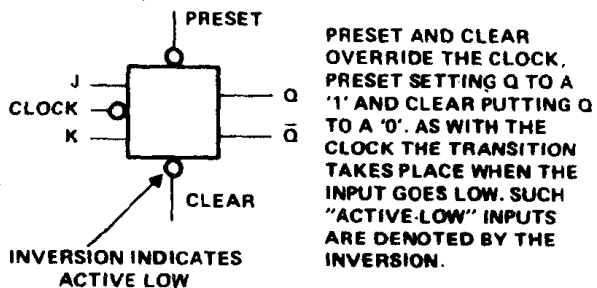 PRESET
J
CLOCK
K
Q
Q̅
CLEAR
INVERSION INDICATES
ACTIVE LOW
PRESET AND CLEAR
OVERRIDE THE CLOCK,
PRESET SETTING Q TO A
'1' AND CLEAR PUTTING Q
TO A '0'. AS WITH THE
CLOCK THE TRANSITION
TAKES PLACE WHEN THE
INPUT GOES LOW. SUCH
"ACTIVE-LOW" INPUTS
ARE DENOTED BY THE
INVERSION.